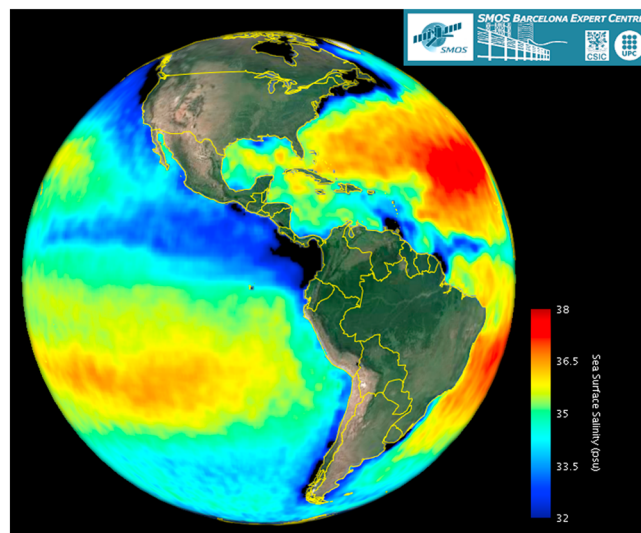 SMOS BARCELONA EXPERT CENTRE
SMOS
CSIC
UPC
38
36.5
35
33.5
32
Sea Surface Salinity (psu)